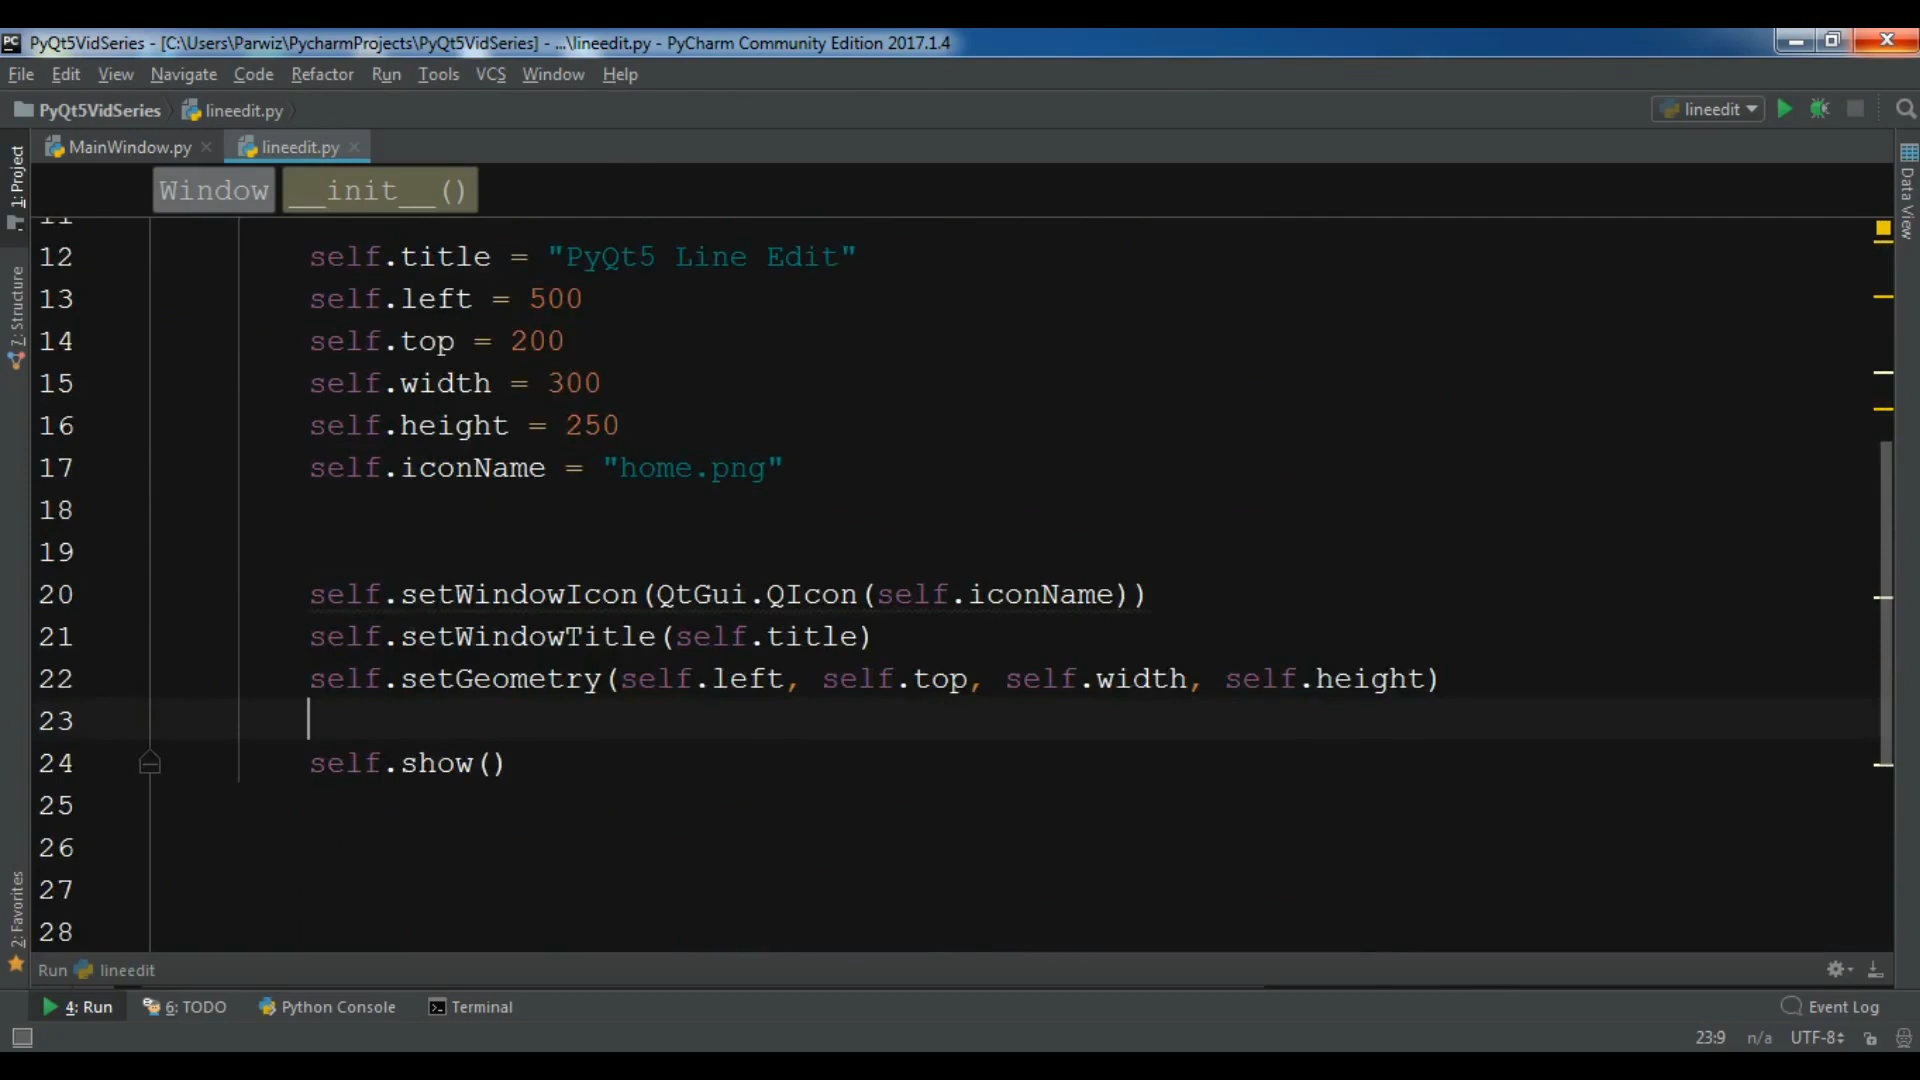 PyQt5VidSeries - [C:\Users\Parwiz\PycharmProjects\PyQt5VidSeries] - ...\lineedit.py - PyCharm Community Edition 2017.1.4
File Edit View Navigate Code Refactor Run Tools VCS Window Help
PyQt5VidSeries lineedit.py
lineedit
MainWindow.py lineedit.py
1: Project
7: Structure
2: Favorites
Data View
Window __init__()
11
12 self.title = "PyQt5 Line Edit"
13 self.left = 500
14 self.top = 200
15 self.width = 300
16 self.height = 250
17 self.iconName = "home.png"
18
19
20 self.setWindowIcon(QtGui.QIcon(self.iconName))
21 self.setWindowTitle(self.title)
22 self.setGeometry(self.left, self.top, self.width, self.height)
23
24 self.show()
25
26
27
28
Run lineedit
4: Run 6: TODO Python Console Terminal Event Log
23:9 n/a UTF-8